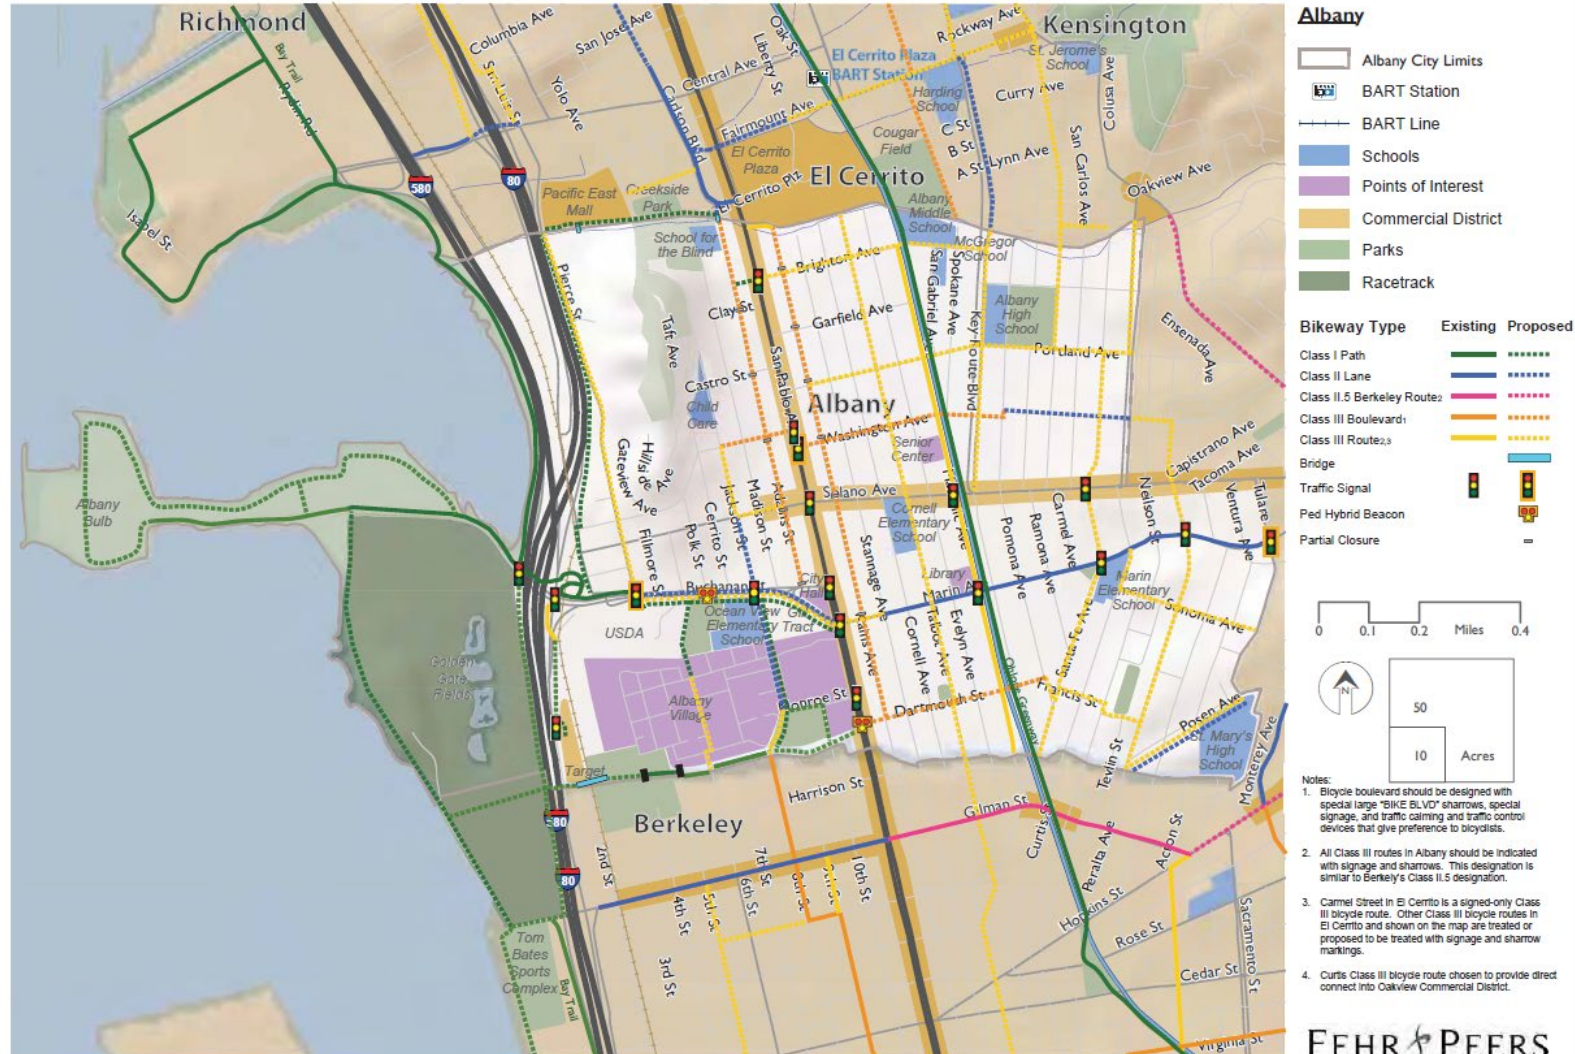 Richmond
Columbia Ave
San Jose Ave
Oak St
Liberty St
Rockway Ave
Kensington
Bay Trail
Rydin Rd
Yolo Ave
Central Ave
El Cerrito Plaza
BART Station
St. Jerome's
School
Colusa Ave
Harding
School
Curry Ave
Carlson Blvd
Fairmount Ave
Cougar
Field
C St
B St
A St
Lynn Ave
San Carlos Ave
Oakview Ave
El Cerrito
Plaza
El Cerrito
580
80
Pacific East
Mall
Creekside
Park
El Cerrito Plz
Albany
Middle
School
Isabel St
School for
the Blind
McGregor
School
Brighton Ave
San Gabriel Ave
Spokane Ave
Pierce St
Clay St
Garfield Ave
Albany
High
School
Key Route Blvd
Ensenada Ave
Taft Ave
Portland Ave
San Pablo Ave
Castro St
Child
Care
Albany
Washington Ave
Senior
Center
Capistrano Ave
Tacoma Ave
Hillside Ave
Gateview Ave
Solano Ave
Albany
Bulb
Jackson St
Madison St
Adams St
Cerrito St
Polk St
Fillmore St
Cornell
Elementary
School
Pomona Ave
Ramona Ave
Carmel Ave
Neilson St
Ventura Ave
Tulare
Stannage Ave
Buchanan St
City
Hall
Library
Marin
Elementary
School
Ocean View
Elementary
School
Gill
Tract
USDA
Sonoma Ave
Kains Ave
Cornell Ave
Talbot Ave
Evelyn Ave
Santa Fe Ave
Golden
Gate
Fields
Ohlone Greenway
Albany
Village
Monroe St
Dartmouth St
Francis St
Posen Ave
St. Mary's
High
School
Monterey Ave
Tevlin St
Target
Harrison St
Gilman St
Berkeley
580
80
Curtis St
Peralta Ave
Acton St
2nd St
3rd St
4th St
5th St
6th St
7th St
8th St
9th St
10th St
Hopkins St
Rose St
Sacramento St
Cedar St
Virginia St
Tom
Bates
Sports
Complex
Bay Trail
Albany
Albany City Limits
BART Station
BART Line
Schools
Points of Interest
Commercial District
Parks
Racetrack
Bikeway Type Existing Proposed
Class I Path
Class II Lane
Class II.5 Berkeley Route2
Class III Boulevard1
Class III Route2,3
Bridge
Traffic Signal
Ped Hybrid Beacon
Partial Closure
0 0.1 0.2 Miles 0.4
N
50
10 Acres
Notes:
1. Bicycle boulevard should be designed with
special large "BIKE BLVD" sharrows, special
signage, and traffic calming and traffic control
devices that give preference to bicyclists.
2. All Class III routes in Albany should be indicated
with signage and sharrows. This designation is
similar to Berkely's Class II.5 designation.
3. Carmel Street in El Cerrito is a signed-only Class
III bicycle route. Other Class III bicycle routes in
El Cerrito and shown on the map are treated or
proposed to be treated with signage and sharrow
markings.
4. Curtis Class III bicycle route chosen to provide direct
connect into Oakview Commercial District.
FEHR PEERS